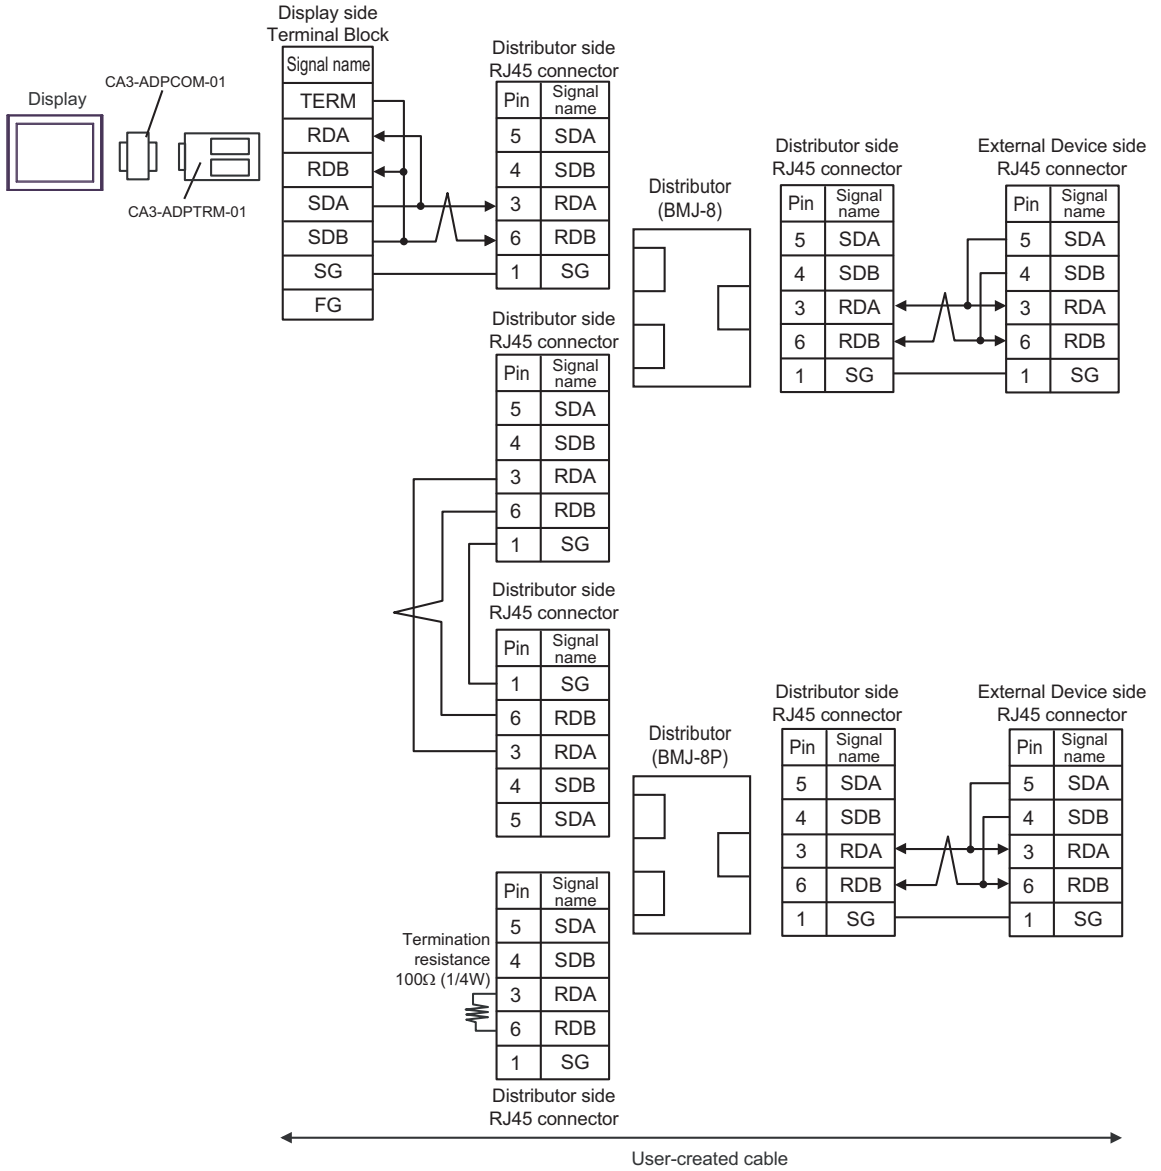 Display side
Terminal Block
Signal name
TERM
RDA
RDB
SDA
SDB
SG
FG
Display
CA3-ADPCOM-01
CA3-ADPTRM-01
Distributor side
RJ45 connector
Pin Signal name
5 SDA
4 SDB
3 RDA
6 RDB
1 SG
Distributor
(BMJ-8)
Distributor side
RJ45 connector
Pin Signal name
5 SDA
4 SDB
3 RDA
6 RDB
1 SG
External Device side
RJ45 connector
Pin Signal name
5 SDA
4 SDB
3 RDA
6 RDB
1 SG
Distributor side
RJ45 connector
Pin Signal name
5 SDA
4 SDB
3 RDA
6 RDB
1 SG
Distributor side
RJ45 connector
Pin Signal name
1 SG
6 RDB
3 RDA
4 SDB
5 SDA
Distributor
(BMJ-8P)
Distributor side
RJ45 connector
Pin Signal name
5 SDA
4 SDB
3 RDA
6 RDB
1 SG
External Device side
RJ45 connector
Pin Signal name
5 SDA
4 SDB
3 RDA
6 RDB
1 SG
Termination
resistance
100Ω (1/4W)
Pin Signal name
5 SDA
4 SDB
3 RDA
6 RDB
1 SG
Distributor side
RJ45 connector
User-created cable